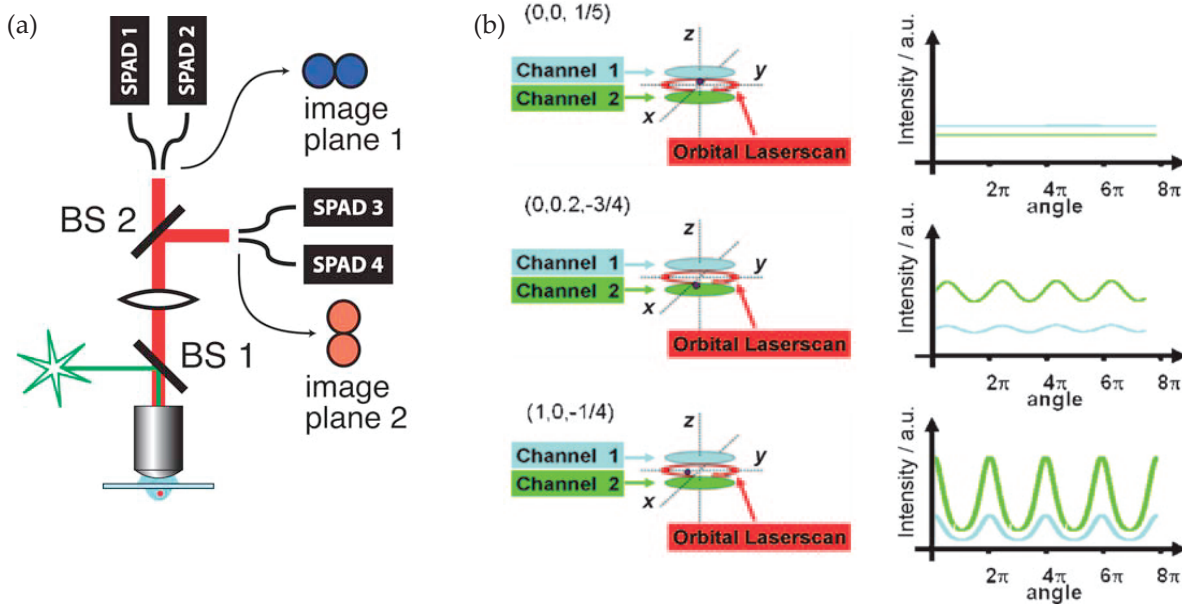 (a)
SPAD 1
SPAD 2
image
plane 1
BS 2
SPAD 3
SPAD 4
BS 1
image
plane 2
(b)
(0,0, 1/5)
z
y
x
Channel 1
Channel 2
Orbital Laserscan
Intensity / a.u.
2π 4π 6π 8π
angle
(0,0.2,-3/4)
z
y
x
Channel 1
Channel 2
Orbital Laserscan
Intensity / a.u.
2π 4π 6π 8π
angle
(1,0,-1/4)
z
y
x
Channel 1
Channel 2
Orbital Laserscan
Intensity / a.u.
2π 4π 6π 8π
angle